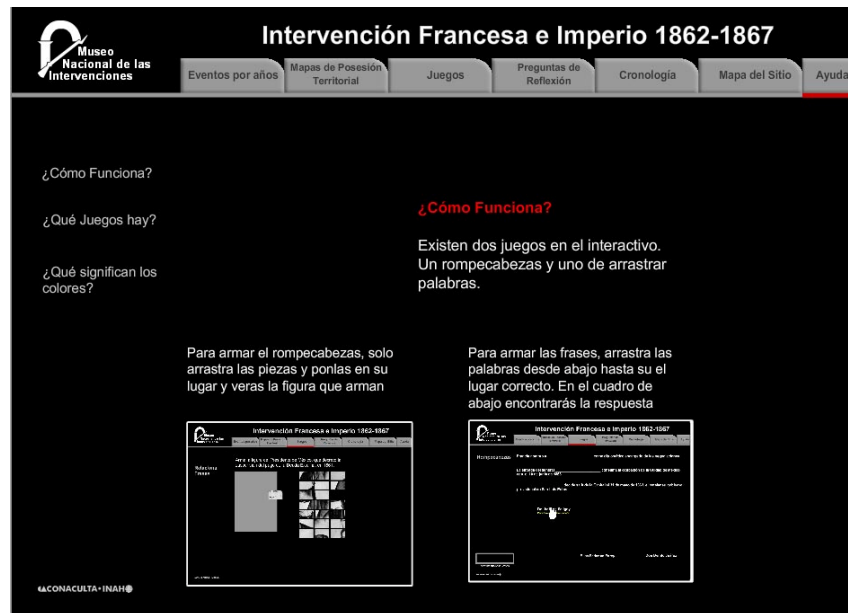 Intervención Francesa e Imperio 1862-1867
Museo
Nacional de las
Intervenciones
Eventos por años
Mapas de Posesión
Territorial
Juegos
Preguntas de
Reflexión
Cronología
Mapa del Sitio
Ayuda
¿Cómo Funciona?
¿Qué Juegos hay?
¿Qué significan los
colores?
¿Cómo Funciona?
Existen dos juegos en el interactivo.
Un rompecabezas y uno de arrastrar
palabras.
Para armar el rompecabezas, solo
arrastra las piezas y ponlas en su
lugar y veras la figura que arman
Para armar las frases, arrastra las
palabras desde abajo hasta su el
lugar correcto. En el cuadro de
abajo encontrarás la respuesta
Intervención Francesa e Imperio 1862-1867
Relaciona
Frases
Intervención Francesa e Imperio 1862-1867
Rompecabezas
CONACULTA•INAH